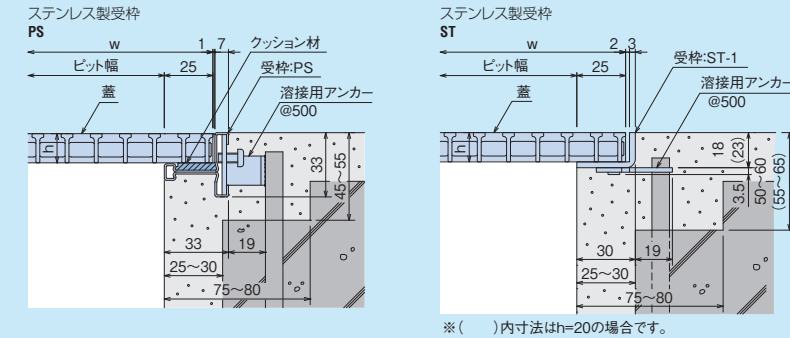 ステンレス製受枠
PS
w
1
7
クッション材
ピット幅
25
受枠:PS
蓋
溶接用アンカー
@500
h
33
45～55
33
19
25～30
75～80
ステンレス製受枠
ST
w
2
3
受枠:ST-1
ピット幅
25
溶接用アンカー
蓋
@500
h
18
(23)
3.5
50～60
(55～65)
30
19
25～30
75～80
※(　　)内寸法はh=20の場合です。